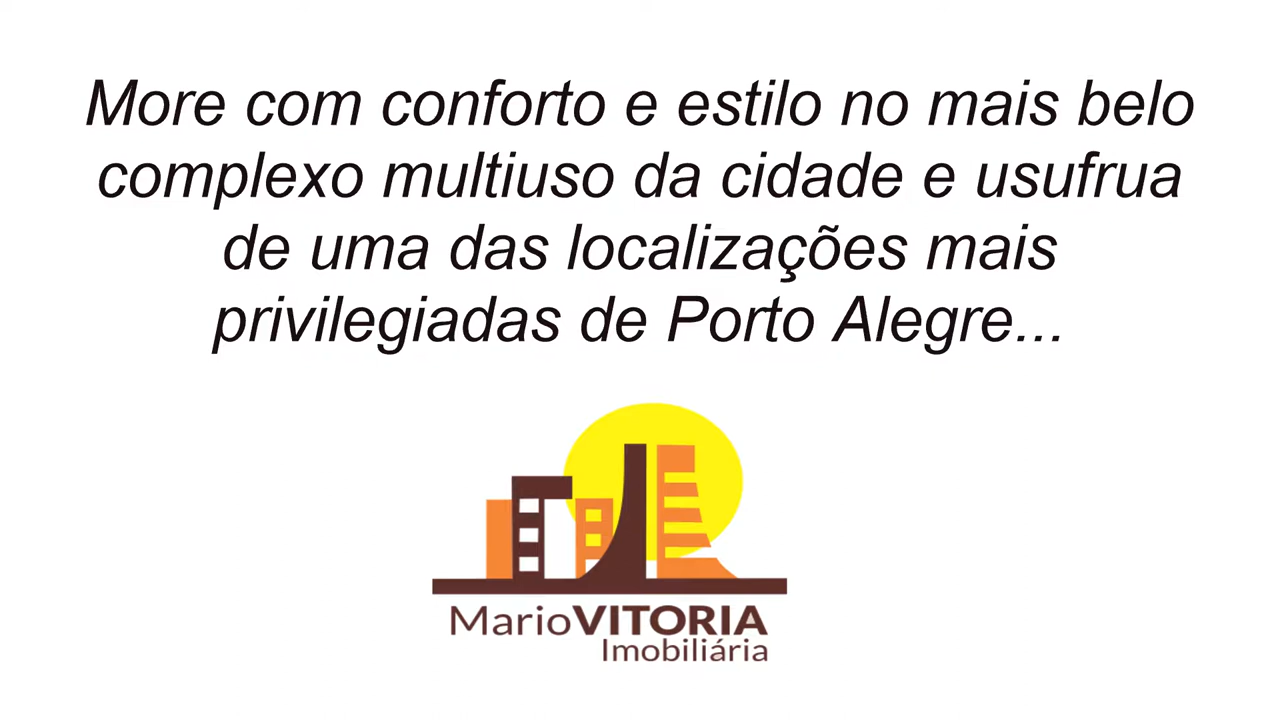 More com conforto e estilo no mais belo
complexo multiuso da cidade e usufrua
de uma das localizações mais
privilegiadas de Porto Alegre...
MarioVITORIA
Imobiliária